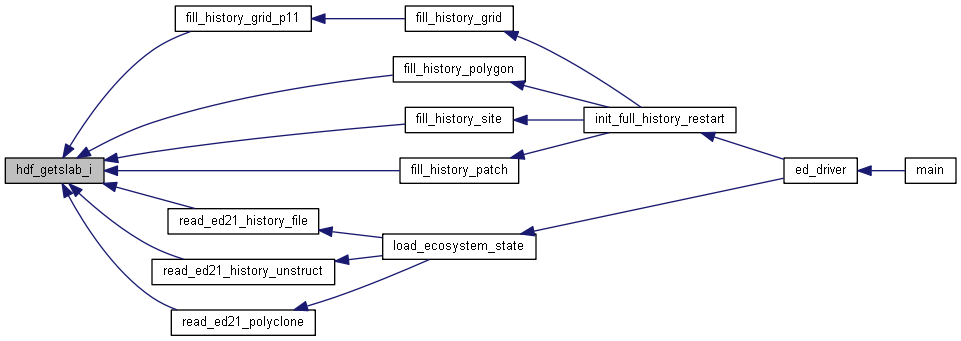 fill_history_grid_p11
fill_history_grid
fill_history_polygon
fill_history_site
init_full_history_restart
hdf_getslab_i
fill_history_patch
ed_driver
main
read_ed21_history_file
load_ecosystem_state
read_ed21_history_unstruct
read_ed21_polyclone